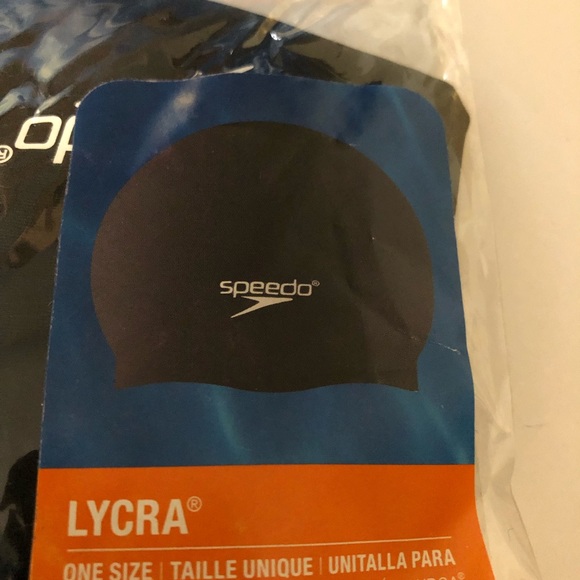 speedo®
LYCRA®
ONE SIZE | TAILLE UNIQUE | UNITALLA PARA